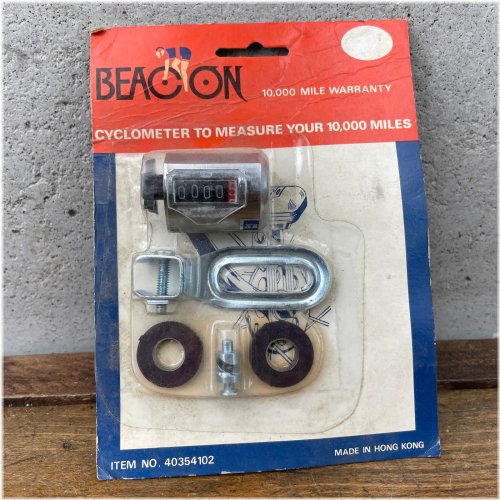 BEACON
10,000 MILE WARRANTY
CYCLOMETER TO MEASURE YOUR 10,000 MILES
ITEM NO. 40354102
MADE IN HONG KONG